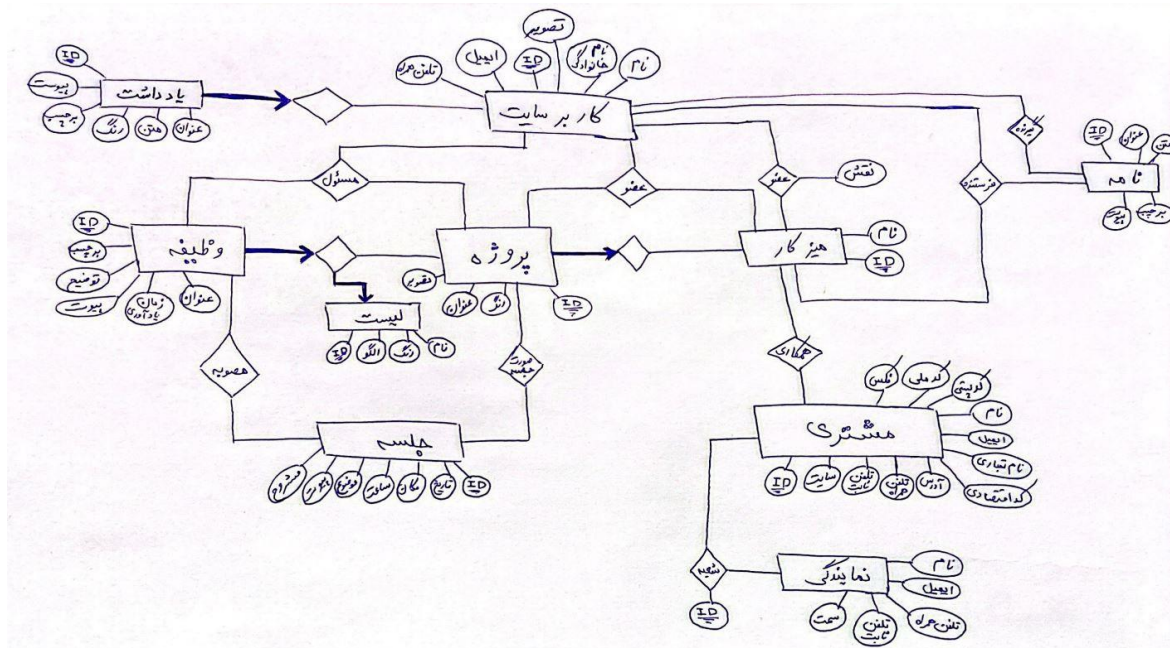 تصویر
نام خانوادگی
نام
ID
ایمیل
تلفن همراه
کاربر سایت
ID
پیوست
برچسب
رنگ
متن
عنوان
یادداشت
گیرنده
ID
عنوان
متن
نامه
پیوست
برچسب
فرستنده
مسئول
عضو
عضو
نقش
ID
برچسب
توضیح
پیوست
زمان یادآوری
عنوان
وظیفه
پروژه
تصویر
عنوان
رنگ
ID
میز کار
نام
ID
لیست
ID
الگو
رنگ
نام
مصوبه
صورت جلسه
همکاری
جلسه
موضوع
مکان
تاریخ
ID
فکس
کد ملی
کد پستی
نام
ایمیل
نام تجاری
کد اقتصادی
مشتری
ID
سایت
تلفن ثابت
تلفن همراه
آدرس
شعبه
ID
نمایندگی
نام
ایمیل
تلفن همراه
تلفن ثابت
سمت